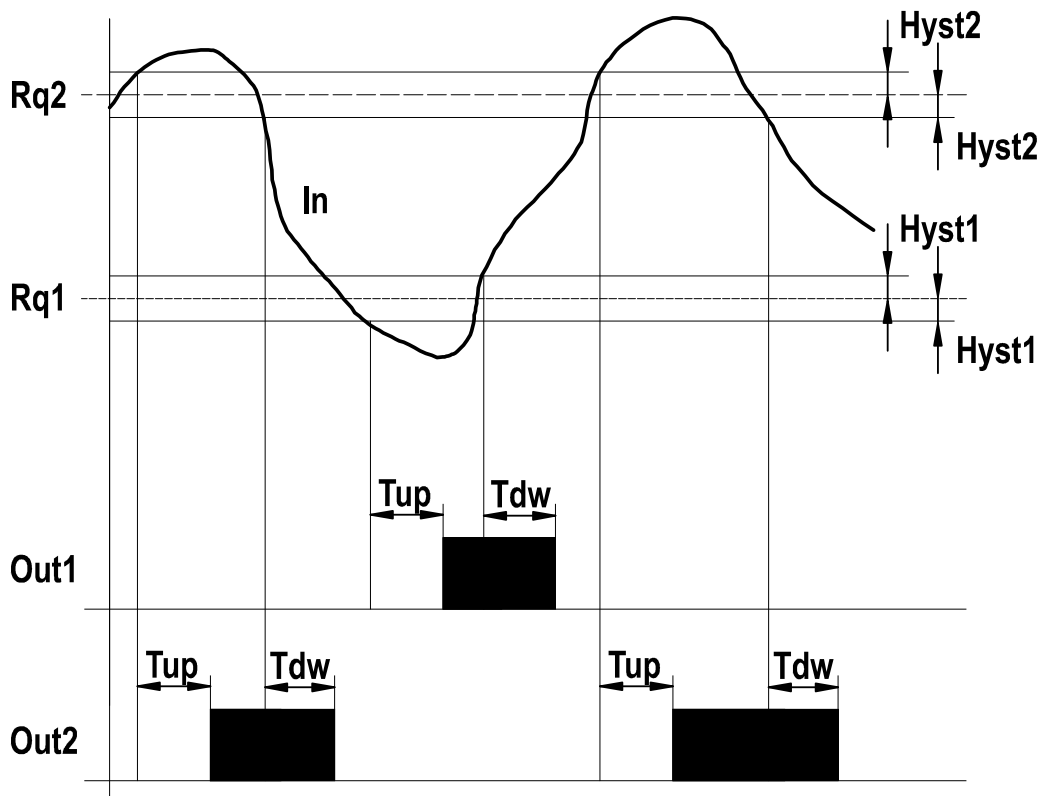 Hyst2
Rq2
Hyst2
In
Hyst1
Rq1
Hyst1
Tup
Tdw
Out1
Tup
Tdw
Tup
Tdw
Out2